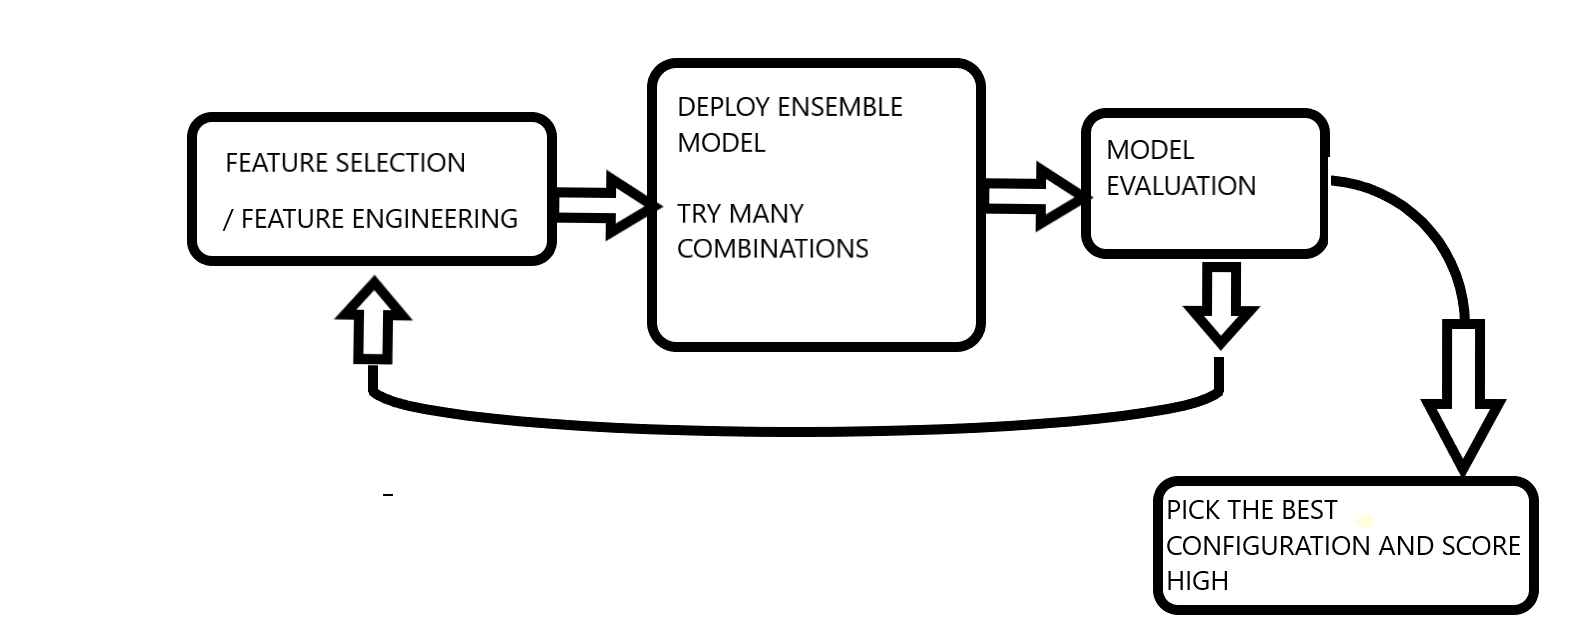 FEATURE SELECTION
/ FEATURE ENGINEERING
DEPLOY ENSEMBLE
MODEL
TRY MANY
COMBINATIONS
MODEL
EVALUATION
PICK THE BEST
CONFIGURATION AND SCORE
HIGH